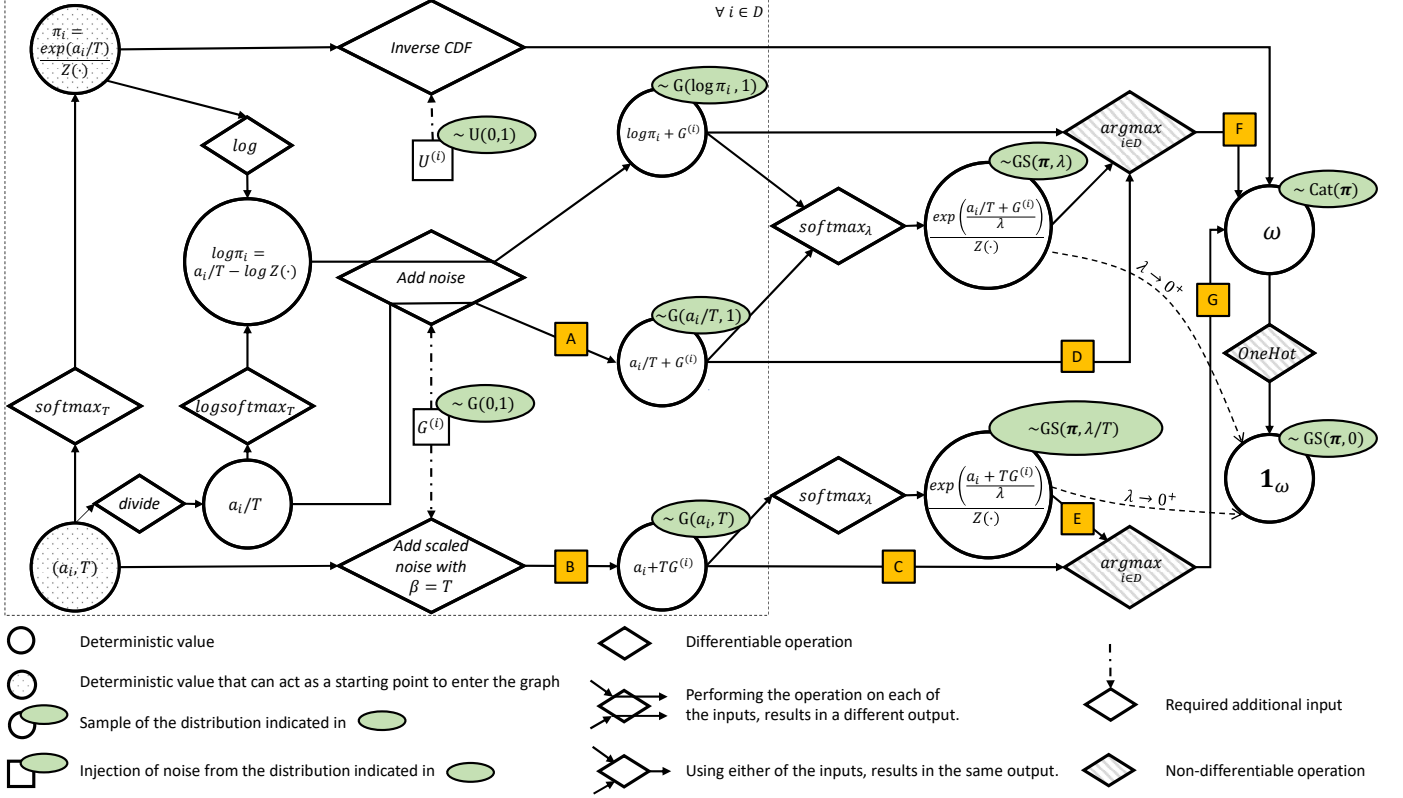 ∀ i ∈ D
π_i =
exp(a_i/T)
Z(·)
Inverse CDF
~ G(log π_i , 1)
~ U(0,1)
U^(i)
log
logπ_i + G^(i)
argmax
i∈D
F
~GS(π, λ)
~ Cat(π)
softmax_λ
exp((a_i/T + G^(i))/λ)
Z(·)
ω
logπ_i =
a_i/T − log Z(·)
Add noise
λ → 0⁺
G
A
~G(a_i/T, 1)
a_i/T + G^(i)
D
OneHot
softmax_T
logsoftmax_T
~ G(0,1)
G^(i)
~GS(π, λ/T)
~ GS(π, 0)
divide
a_i/T
softmax_λ
exp((a_i + TG^(i))/λ)
Z(·)
λ → 0⁺
1_ω
E
~ G(a_i, T)
(a_i, T)
Add scaled
noise with
β = T
B
a_i+TG^(i)
C
argmax
i∈D
Deterministic value
Differentiable operation
Deterministic value that can act as a starting point to enter the graph
Performing the operation on each of
the inputs, results in a different output.
Required additional input
Sample of the distribution indicated in
Injection of noise from the distribution indicated in
Using either of the inputs, results in the same output.
Non-differentiable operation